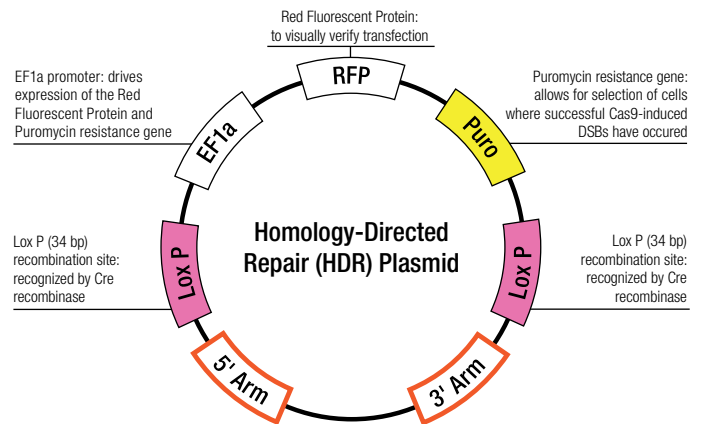 Red Fluorescent Protein:
to visually verify transfection
RFP
EF1a promoter: drives
expression of the Red
Fluorescent Protein and
Puromycin resistance gene
EF1a
Puromycin resistance gene:
allows for selection of cells
where successful Cas9-induced
DSBs have occured
Puro
Homology-Directed
Repair (HDR) Plasmid
Lox P (34 bp)
recombination site:
recognized by Cre
recombinase
Lox P
Lox P
Lox P (34 bp)
recombination site:
recognized by Cre
recombinase
5' Arm
3' Arm